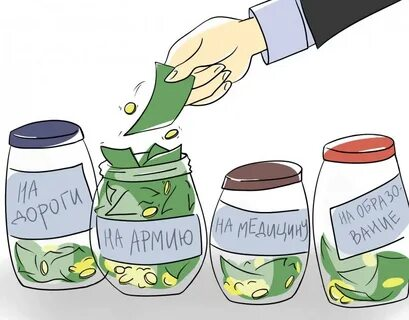 НА
ДОРОГИ
НА АРМИЮ
НА МЕДИЦИНУ
НА ОБРАЗО-
ВАНИЕ